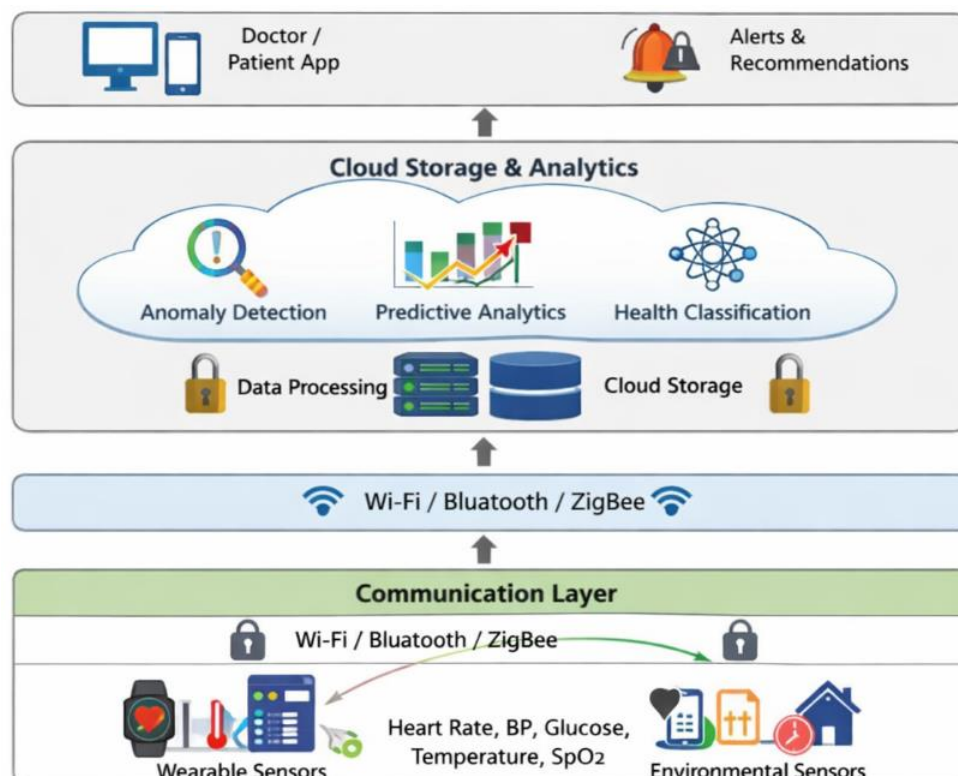 Doctor /
Patient App
Alerts &
Recommendations
Cloud Storage & Analytics
Anomaly Detection
Predictive Analytics
Health Classification
Data Processing
Cloud Storage
Wi-Fi / Bluatooth / ZigBee
Communication Layer
Wi-Fi / Bluatooth / ZigBee
Heart Rate, BP, Glucose,
Temperature, SpO2
Wearable Sensors
Environmental Sensors